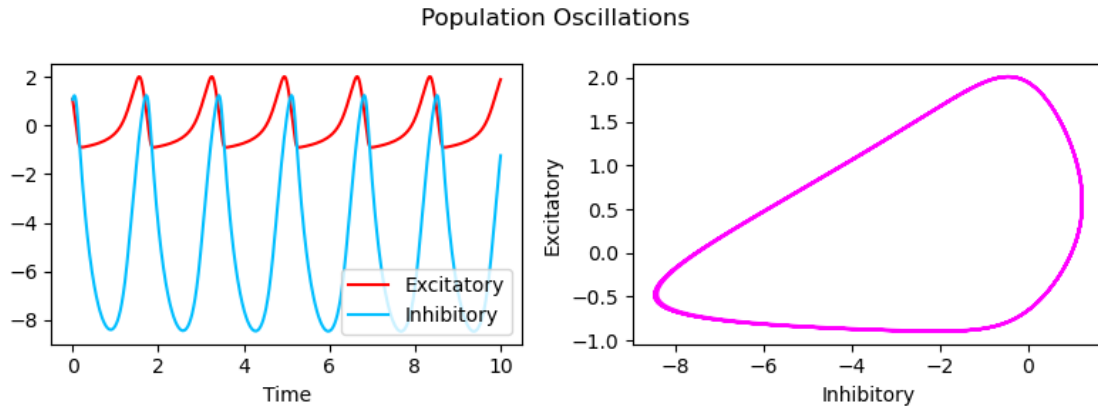 Population Oscillations
2
0
−2
−4
−6
−8
0 2 4 6 8 10
Time
Excitatory
Inhibitory
2.0
1.5
1.0
0.5
0.0
−0.5
−1.0
Excitatory
−8 −6 −4 −2 0
Inhibitory